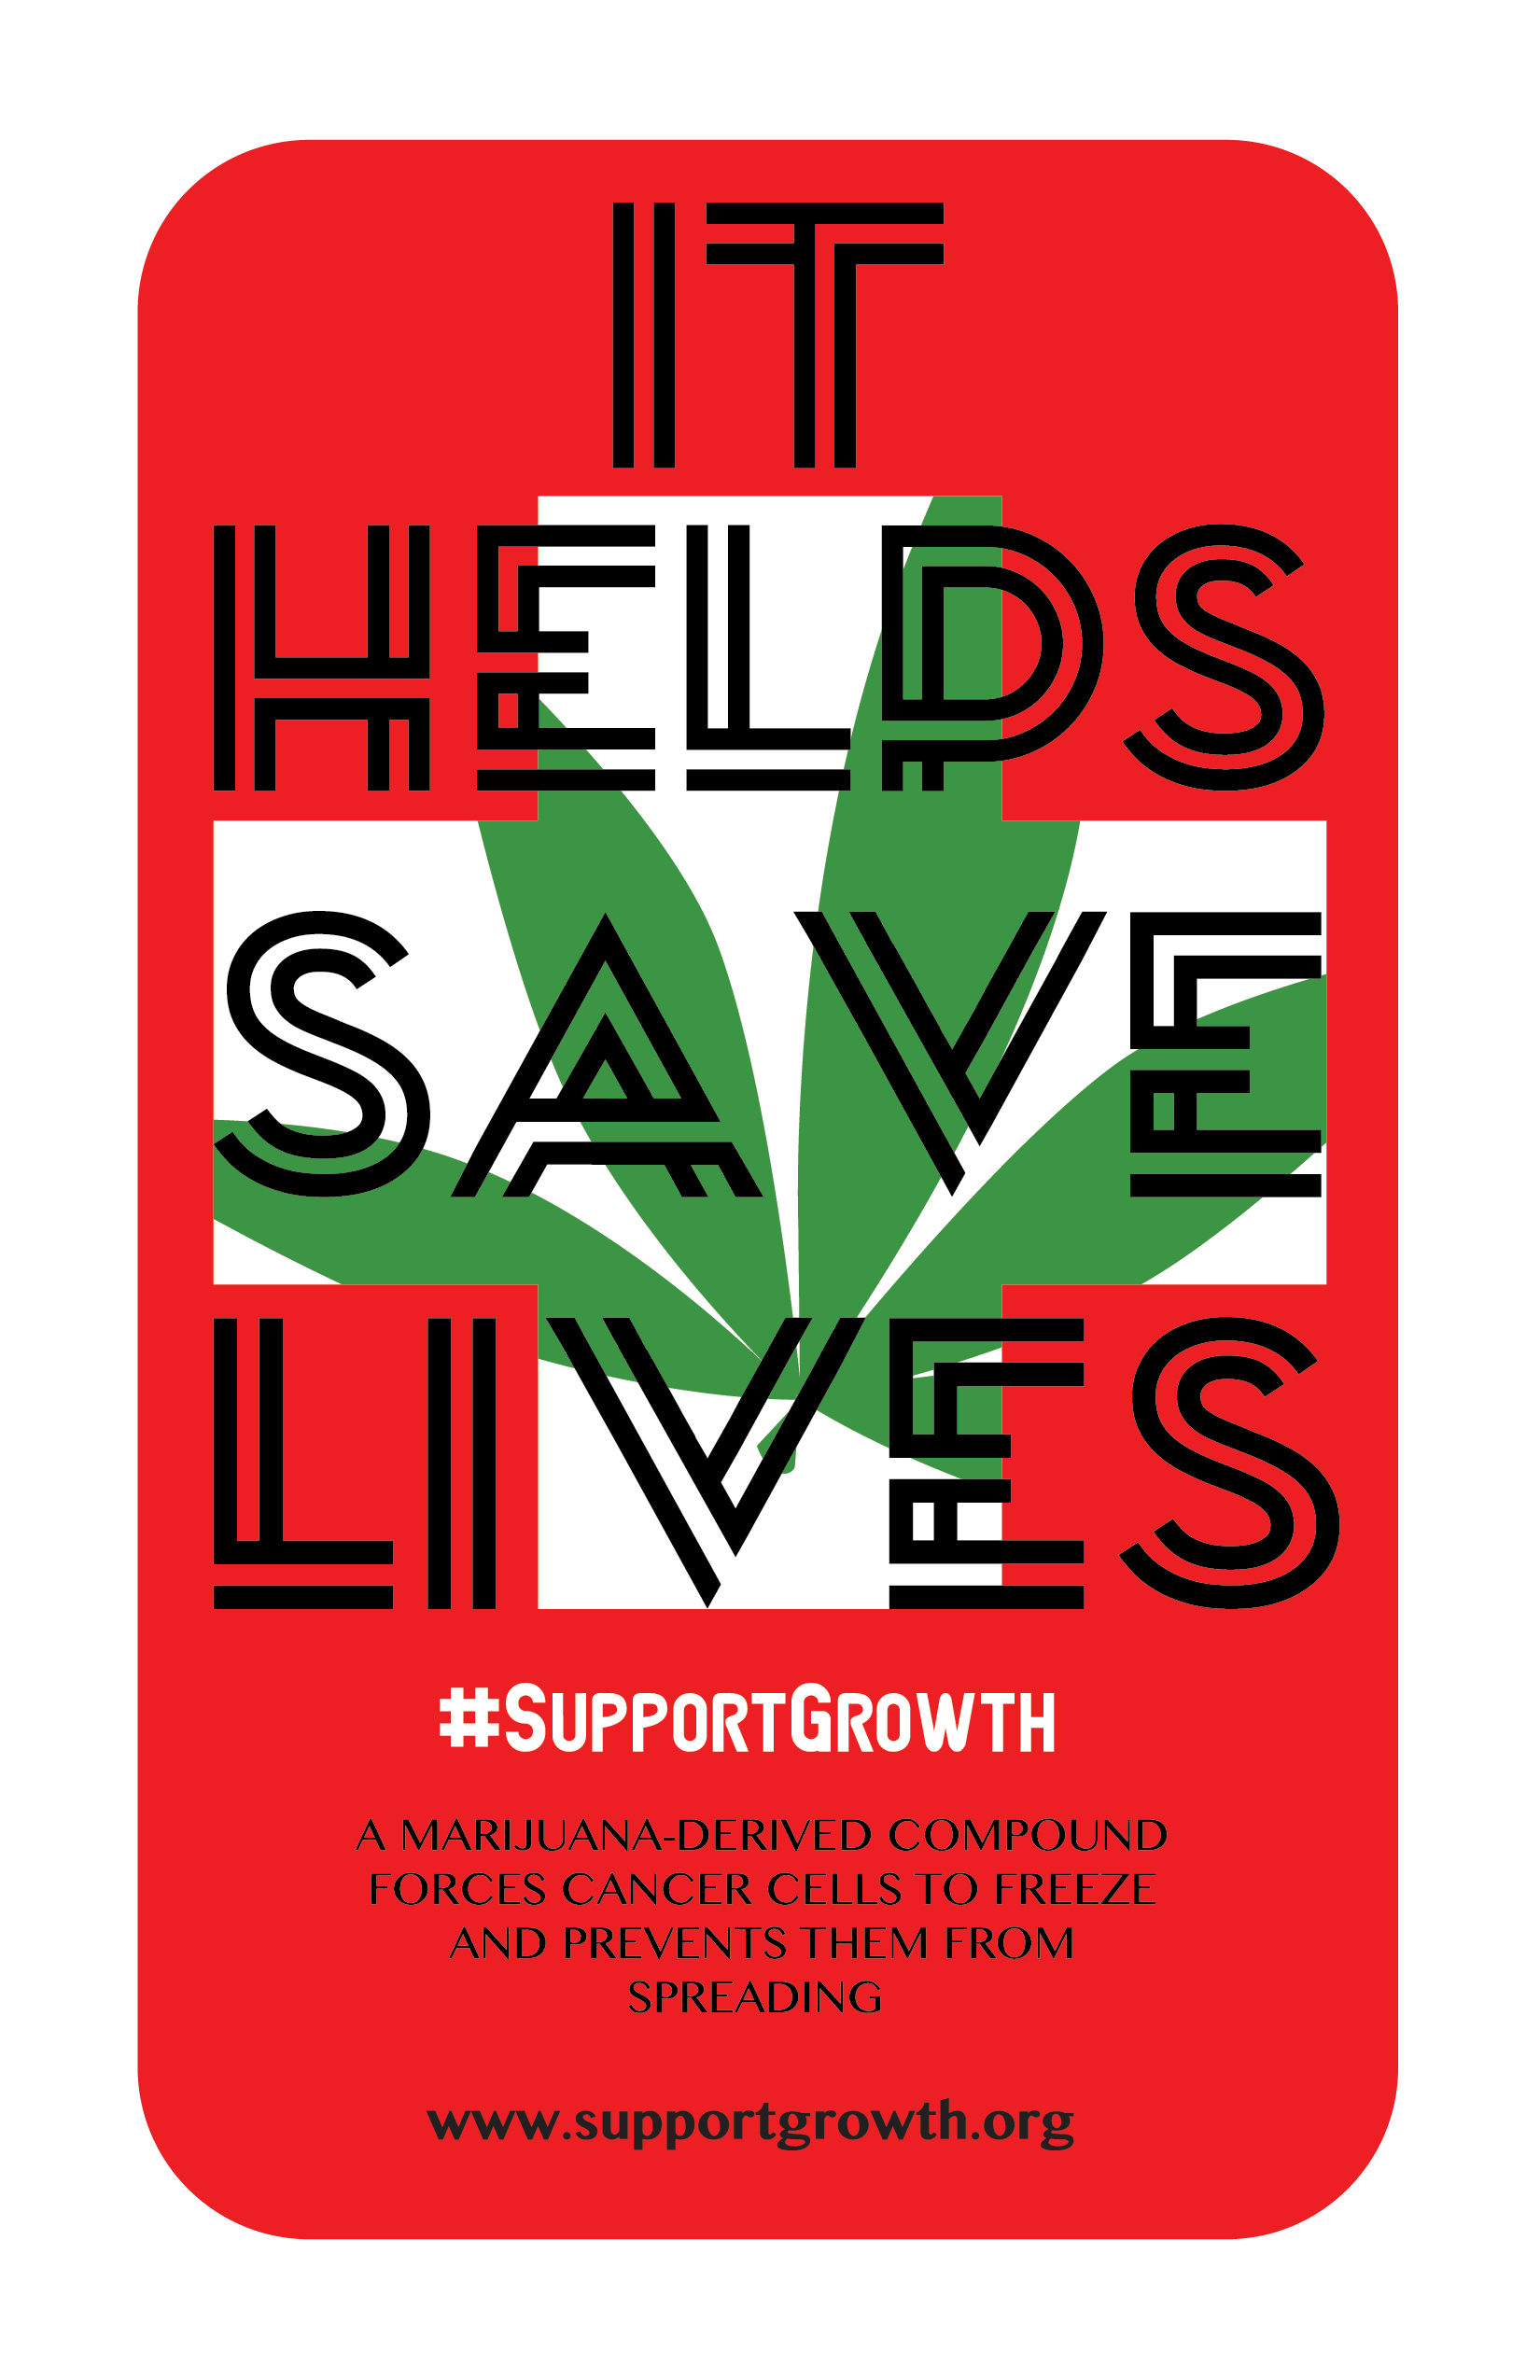 IT
HELPS
SAVE
LIVES
#SupportGrowth
A MARIJUANA-DERIVED COMPOUND
FORCES CANCER CELLS TO FREEZE
AND PREVENTS THEM FROM
SPREADING
www.supportgrowth.org